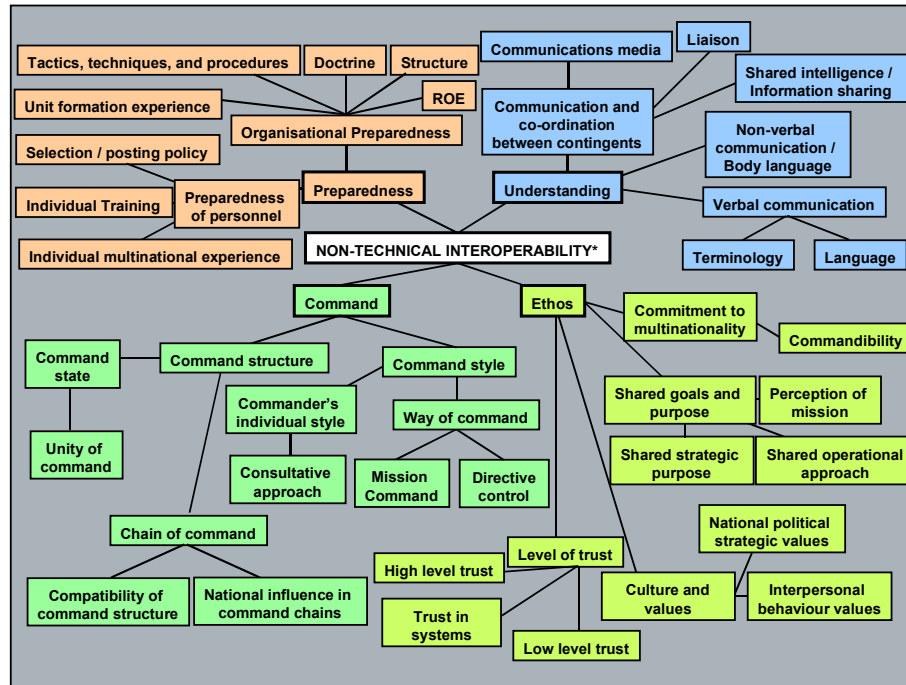 Communications media
Liaison
Tactics, techniques, and procedures
Doctrine
Structure
Shared intelligence /
Information sharing
Unit formation experience
ROE
Communication and
co-ordination
between contingents
Organisational Preparedness
Non-verbal
communication /
Body language
Selection / posting policy
Preparedness
of personnel
Preparedness
Understanding
Individual Training
Verbal communication
Individual multinational experience
NON-TECHNICAL INTEROPERABILITY*
Terminology
Language
Command
Ethos
Commitment to
multinationality
Commandibility
Command
state
Command structure
Command style
Shared goals and
purpose
Perception of
mission
Commander's
individual style
Way of command
Unity of
command
Consultative
approach
Mission
Command
Directive
control
Shared strategic
purpose
Shared operational
approach
Chain of command
National political
strategic values
Level of trust
High level trust
Compatibility of
command structure
National influence in
command chains
Culture and
values
Interpersonal
behaviour values
Trust in
systems
Low level trust